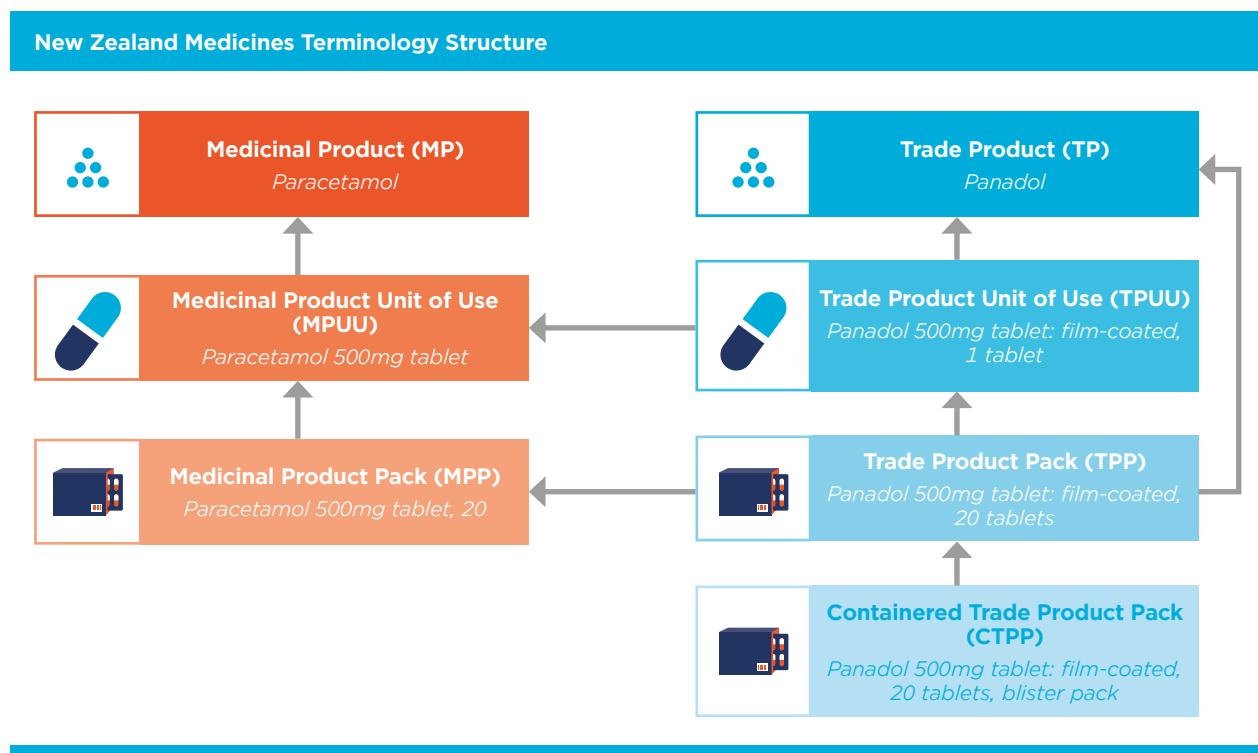 New Zealand Medicines Terminology Structure
Medicinal Product (MP)
Paracetamol
Trade Product (TP)
Panadol
Medicinal Product Unit of Use
(MPUU)
Paracetamol 500mg tablet
Trade Product Unit of Use (TPUU)
Panadol 500mg tablet: film-coated,
1 tablet
Medicinal Product Pack (MPP)
Paracetamol 500mg tablet, 20
Trade Product Pack (TPP)
Panadol 500mg tablet: film-coated,
20 tablets
Containered Trade Product Pack
(CTPP)
Panadol 500mg tablet: film-coated,
20 tablets, blister pack